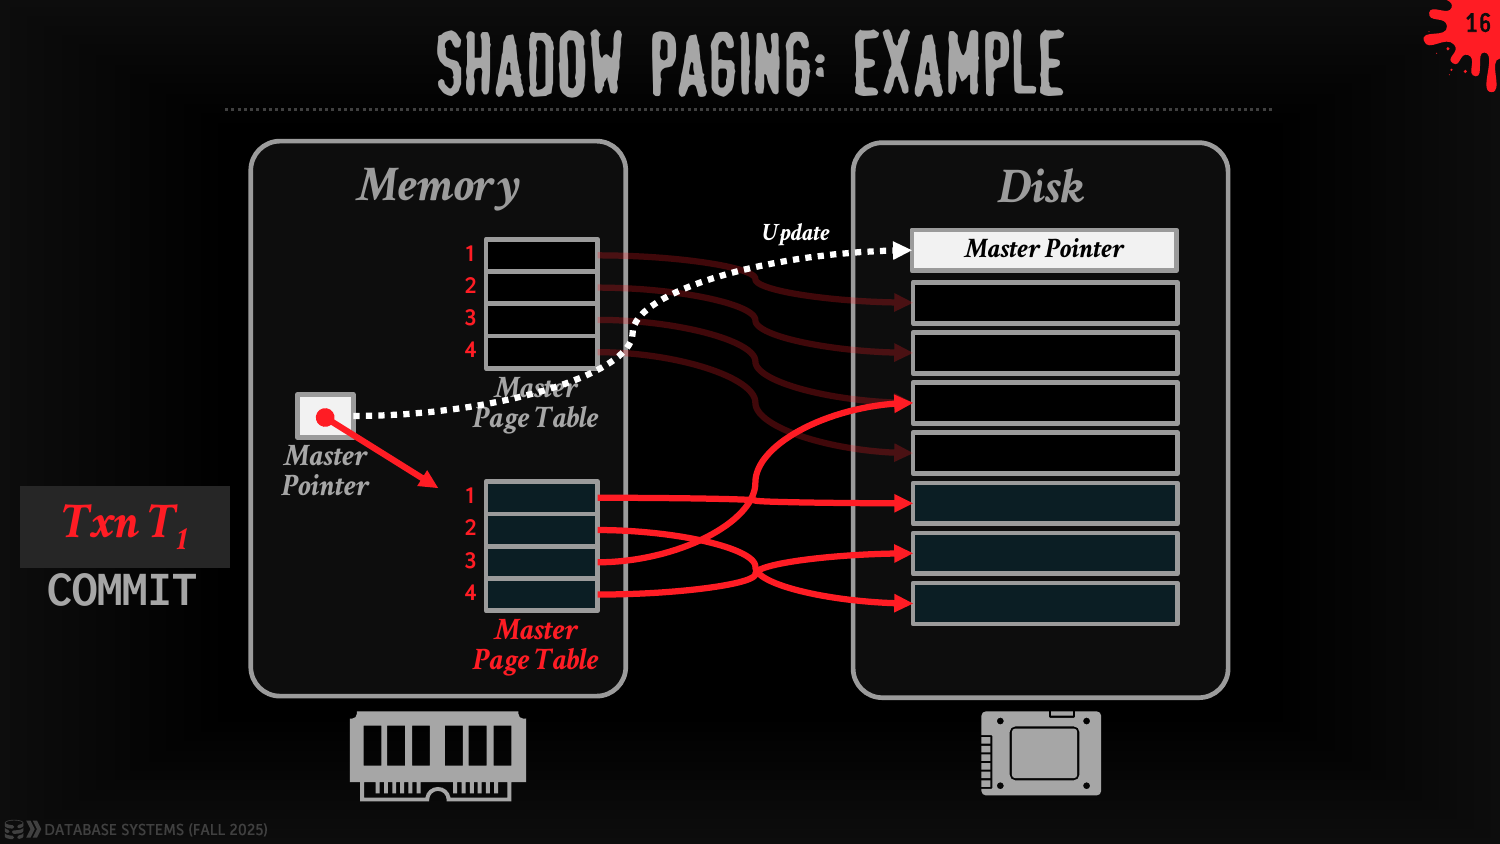 16
SHADOW PAGING: EXAMPLE
Memory
Disk
Update
Master Pointer
1
2
3
4
Master
Page Table
Master
Pointer
Txn T1
COMMIT
1
2
3
4
Master
Page Table
DATABASE SYSTEMS (FALL 2025)